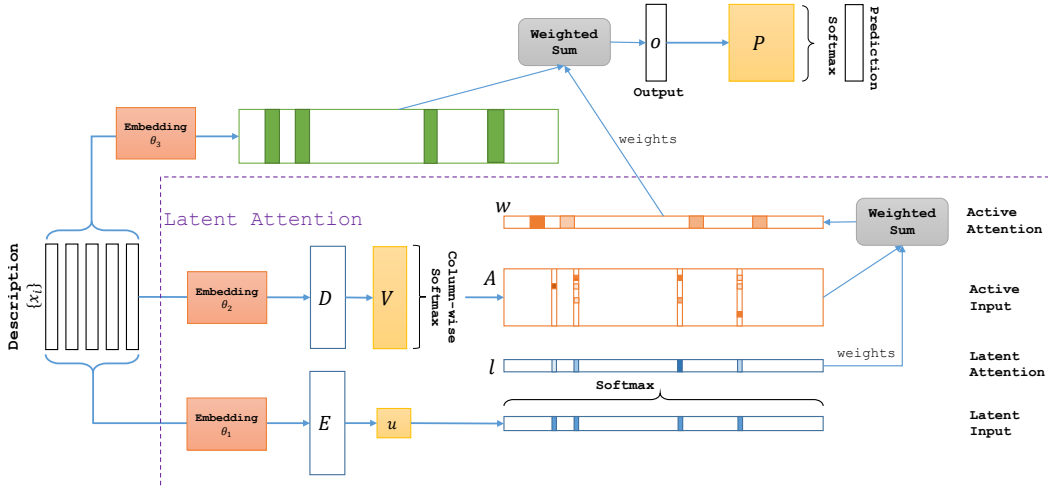 Weighted
Sum
o
Output
P
Softmax
Prediction
Embedding
θ3
weights
Latent Attention
w
Weighted
Sum
Active
Attention
Description
{xi}
Embedding
θ2
D
V
Column-wise
Softmax
A
Active
Input
weights
l
Latent
Attention
Softmax
Embedding
θ1
E
u
Latent
Input